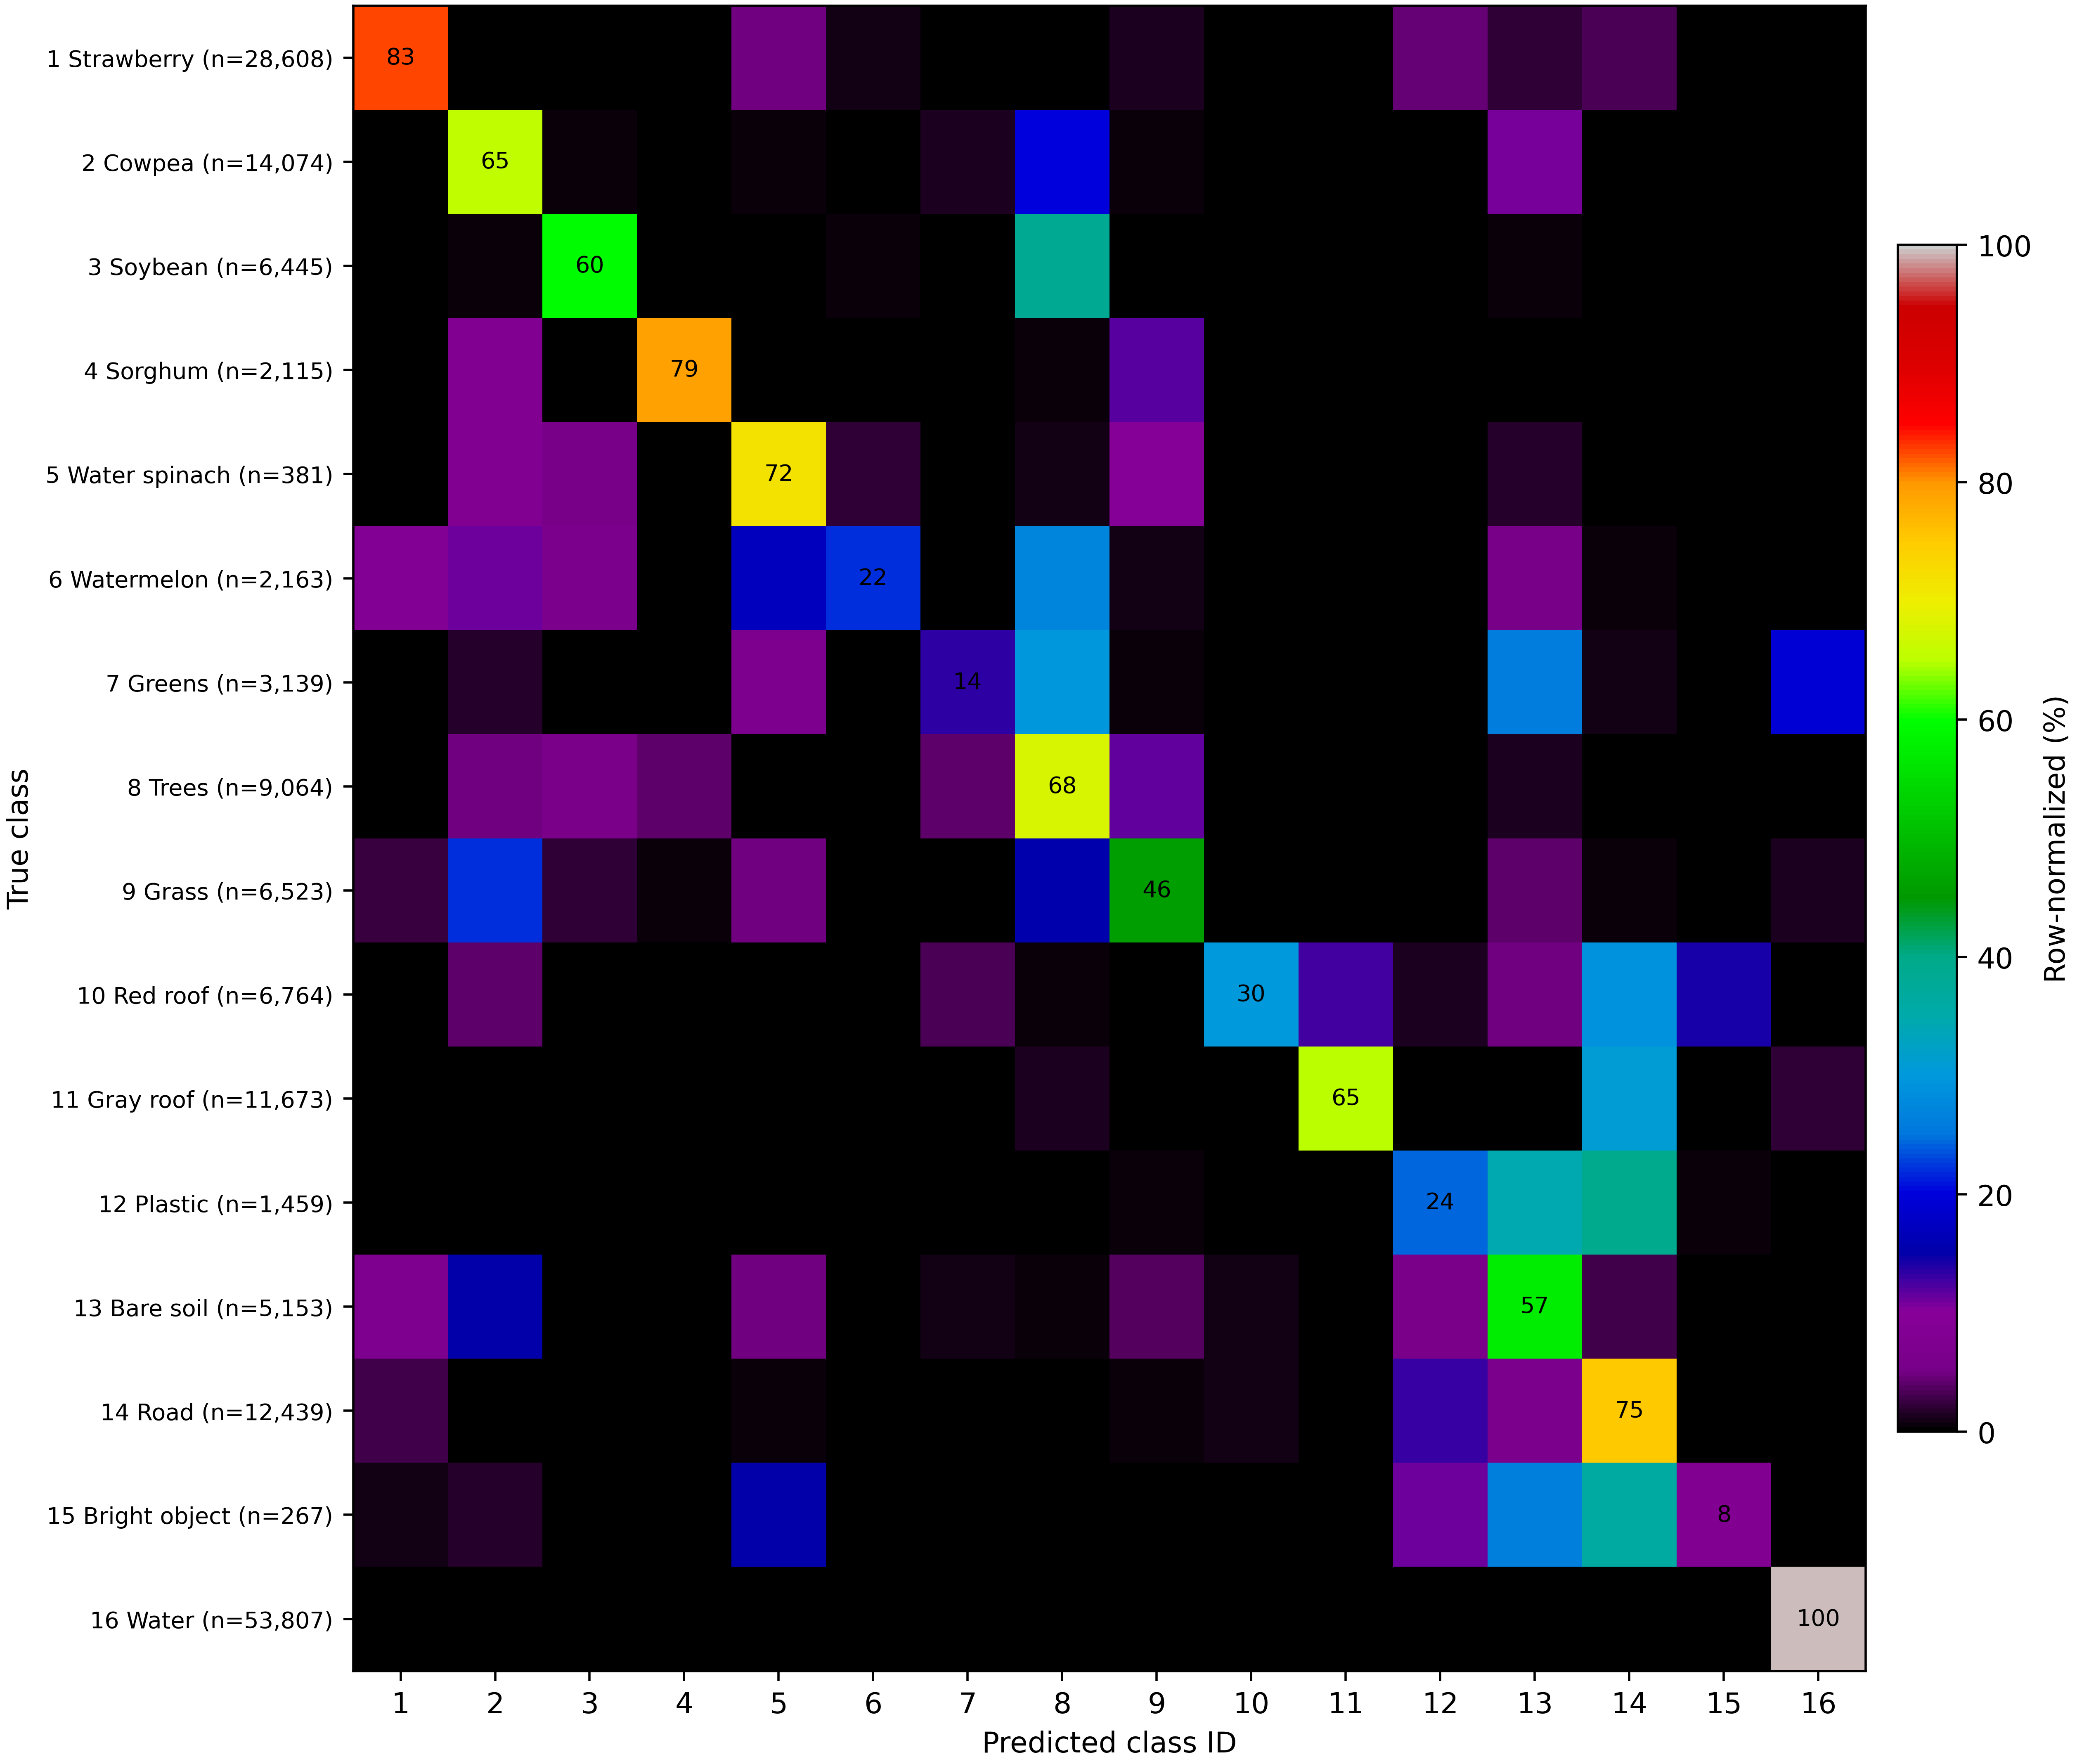 1 Strawberry (n=28,608)
83
2 Cowpea (n=14,074)
65
3 Soybean (n=6,445)
60
4 Sorghum (n=2,115)
79
5 Water spinach (n=381)
72
6 Watermelon (n=2,163)
22
7 Greens (n=3,139)
14
8 Trees (n=9,064)
68
9 Grass (n=6,523)
46
10 Red roof (n=6,764)
30
11 Gray roof (n=11,673)
65
12 Plastic (n=1,459)
24
13 Bare soil (n=5,153)
57
14 Road (n=12,439)
75
15 Bright object (n=267)
8
16 Water (n=53,807)
100
True class
1 2 3 4 5 6 7 8 9 10 11 12 13 14 15 16
Predicted class ID
100
80
60
40
20
0
Row-normalized (%)